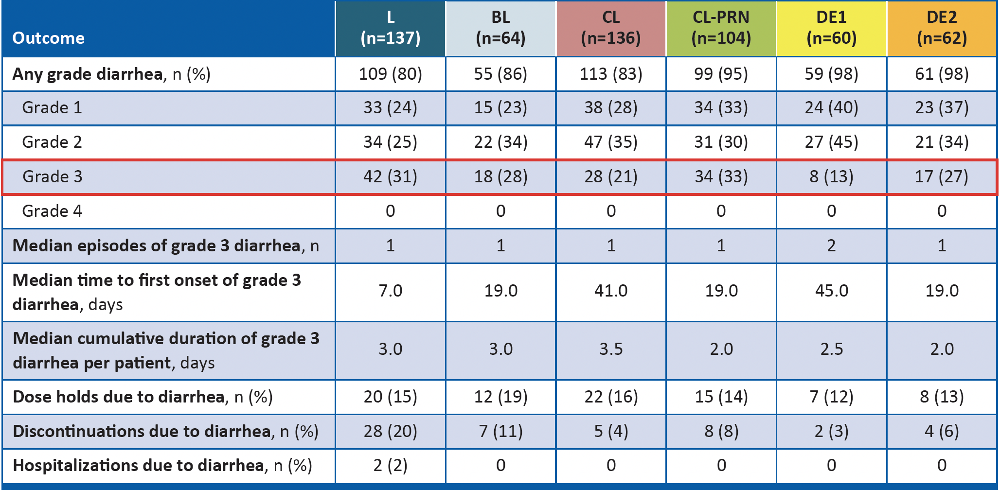 Outcome L (n=137) BL (n=64) CL (n=136) CL-PRN (n=104) DE1 (n=60) DE2 (n=62)
Any grade diarrhea, n (%) 109 (80) 55 (86) 113 (83) 99 (95) 59 (98) 61 (98)
Grade 1 33 (24) 15 (23) 38 (28) 34 (33) 24 (40) 23 (37)
Grade 2 34 (25) 22 (34) 47 (35) 31 (30) 27 (45) 21 (34)
Grade 3 42 (31) 18 (28) 28 (21) 34 (33) 8 (13) 17 (27)
Grade 4 0 0 0 0 0 0
Median episodes of grade 3 diarrhea, n 1 1 1 1 2 1
Median time to first onset of grade 3
diarrhea, days 7.0 19.0 41.0 19.0 45.0 19.0
Median cumulative duration of grade 3
diarrhea per patient, days 3.0 3.0 3.5 2.0 2.5 2.0
Dose holds due to diarrhea, n (%) 20 (15) 12 (19) 22 (16) 15 (14) 7 (12) 8 (13)
Discontinuations due to diarrhea, n (%) 28 (20) 7 (11) 5 (4) 8 (8) 2 (3) 4 (6)
Hospitalizations due to diarrhea, n (%) 2 (2) 0 0 0 0 0